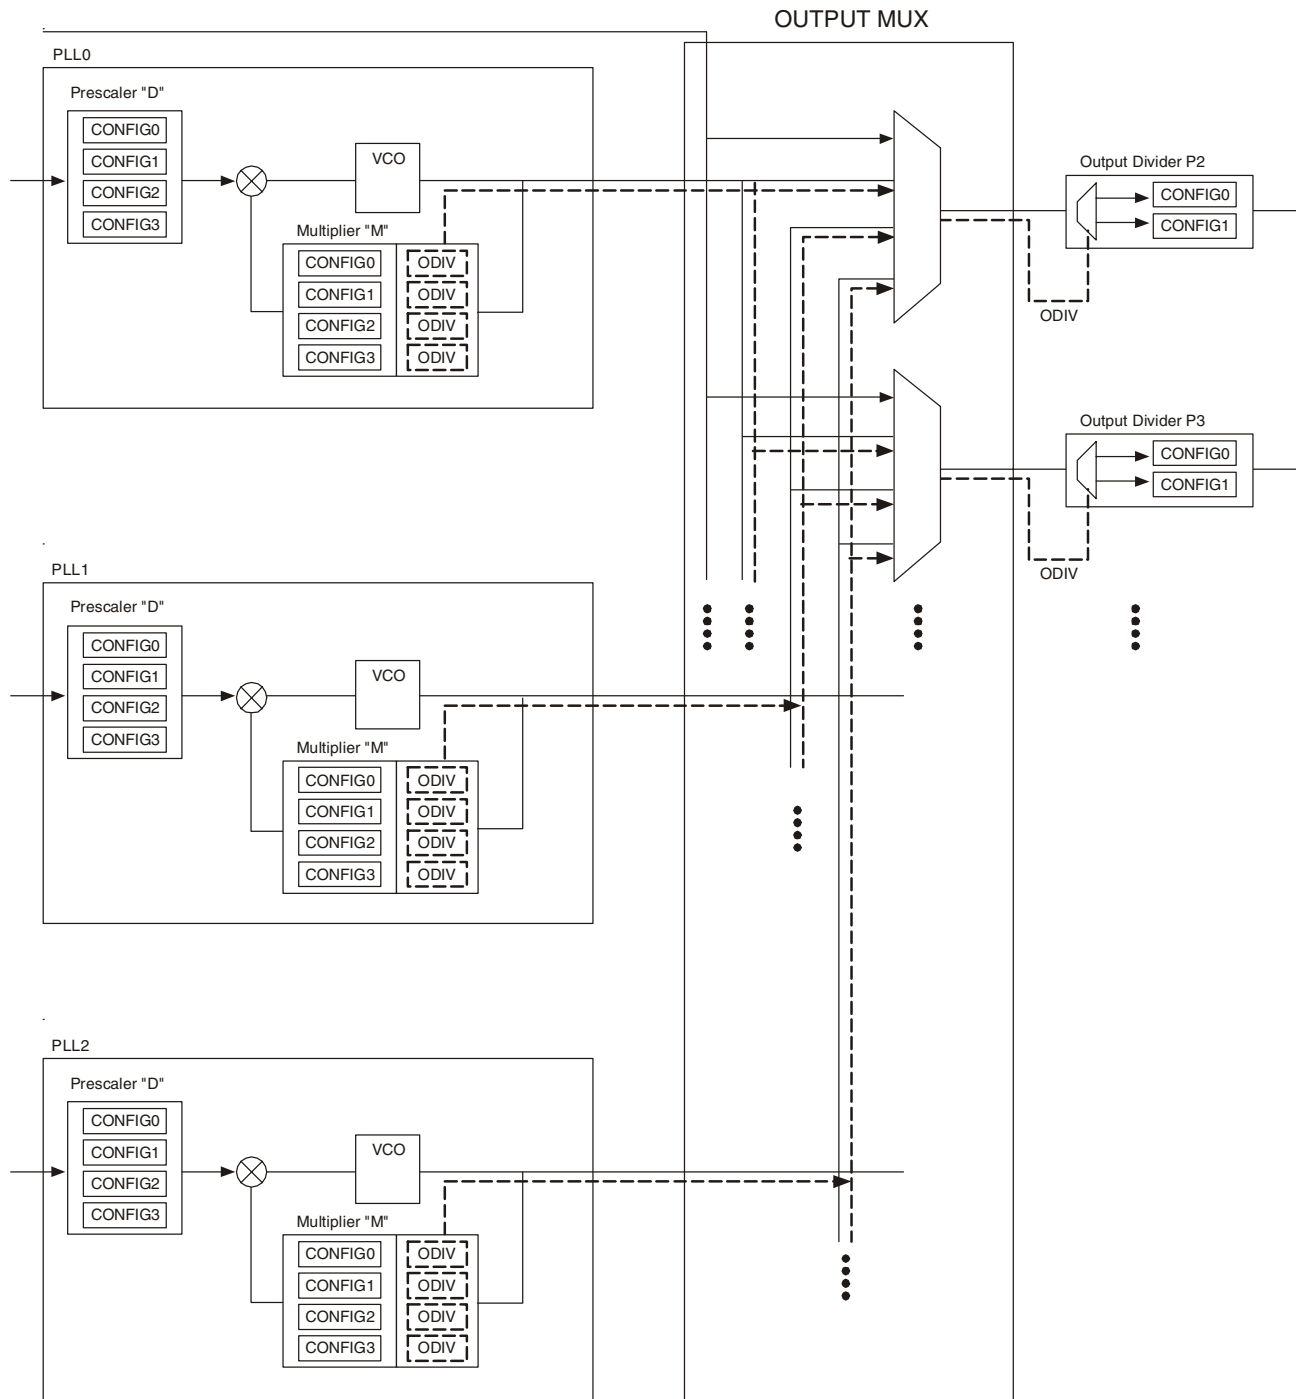 OUTPUT MUX
PLL0
Prescaler "D"
CONFIG0
CONFIG1
CONFIG2
CONFIG3
VCO
Multiplier "M"
CONFIG0 ODIV
CONFIG1 ODIV
CONFIG2 ODIV
CONFIG3 ODIV
Output Divider P2
CONFIG0
CONFIG1
ODIV
Output Divider P3
CONFIG0
CONFIG1
ODIV
PLL1
Prescaler "D"
CONFIG0
CONFIG1
CONFIG2
CONFIG3
VCO
Multiplier "M"
CONFIG0 ODIV
CONFIG1 ODIV
CONFIG2 ODIV
CONFIG3 ODIV
PLL2
Prescaler "D"
CONFIG0
CONFIG1
CONFIG2
CONFIG3
VCO
Multiplier "M"
CONFIG0 ODIV
CONFIG1 ODIV
CONFIG2 ODIV
CONFIG3 ODIV